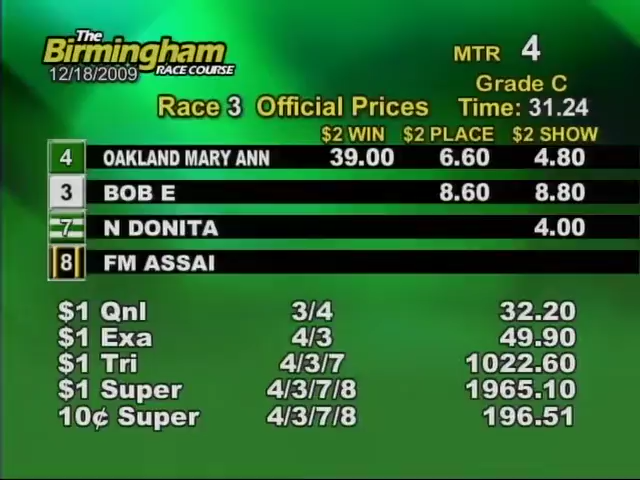 The
Birmingham
RACE COURSE
12/18/2009
MTR 4
Grade C
Race 3 Official Prices Time: 31.24
$2 WIN $2 PLACE $2 SHOW
4 OAKLAND MARY ANN 39.00 6.60 4.80
3 BOB E 8.60 8.80
7 N DONITA 4.00
8 FM ASSAI
$1 Qnl 3/4 32.20
$1 Exa 4/3 49.90
$1 Tri 4/3/7 1022.60
$1 Super 4/3/7/8 1965.10
10¢ Super 4/3/7/8 196.51